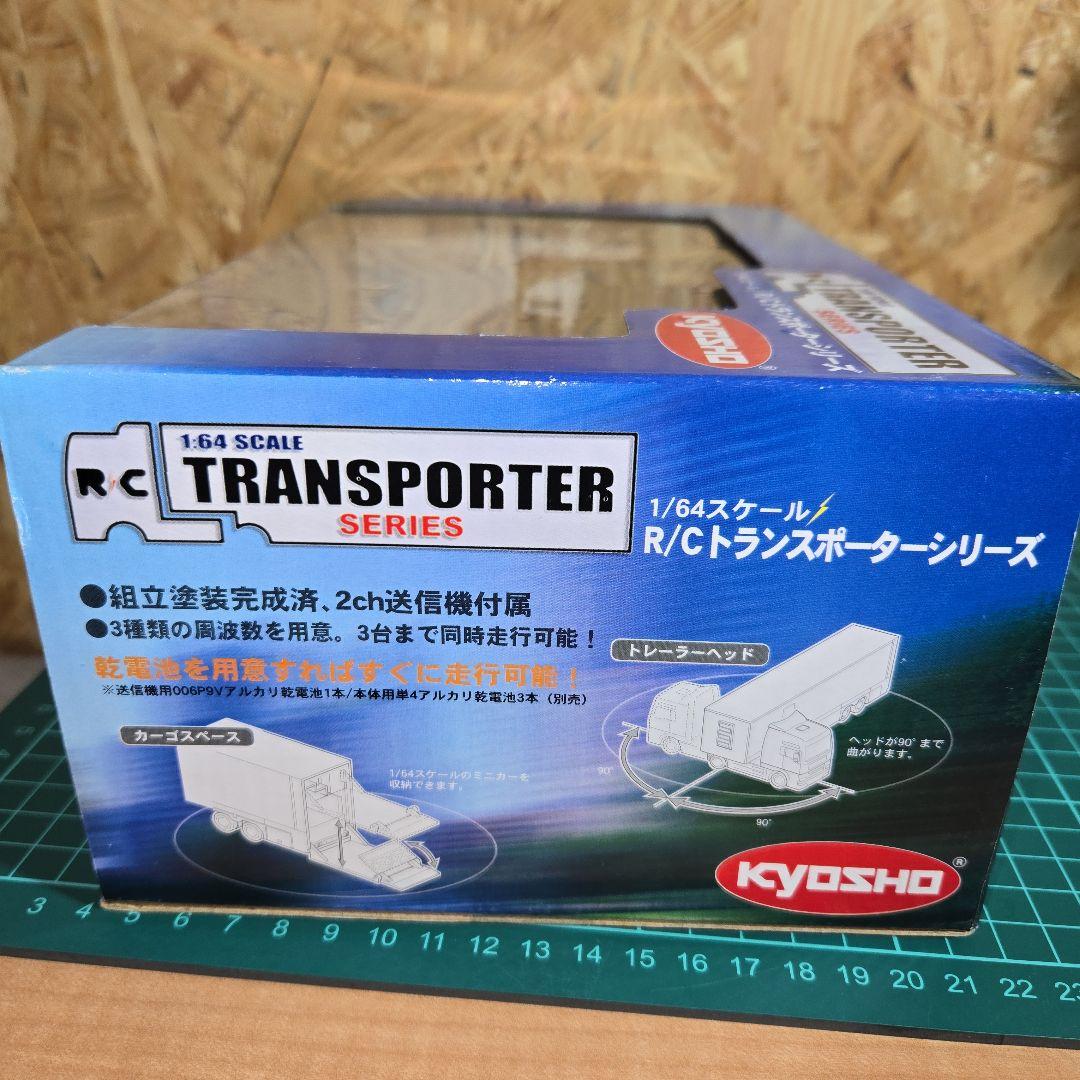 TRANSPORTER
SERIES
KYOSHO
®
1:64 SCALE
R/C TRANSPORTER
SERIES
1/64スケール
R/Cトランスポーターシリーズ
●組立塗装完成済、2ch送信機付属
●3種類の周波数を用意。3台まで同時走行可能！
乾電池を用意すればすぐに走行可能！
※送信機用006P9Vアルカリ乾電池1本/本体用単4アルカリ乾電池3本（別売）
トレーラーヘッド
カーゴスペース
1/64スケールのミニカーを
収納できます。
ヘッドが90°まで
曲がります。
90°
90°
KYOSHO
®
3 4 5 6 7 8 9 10 11 12 13 14 15 16 17 18 19 20 21 22 23